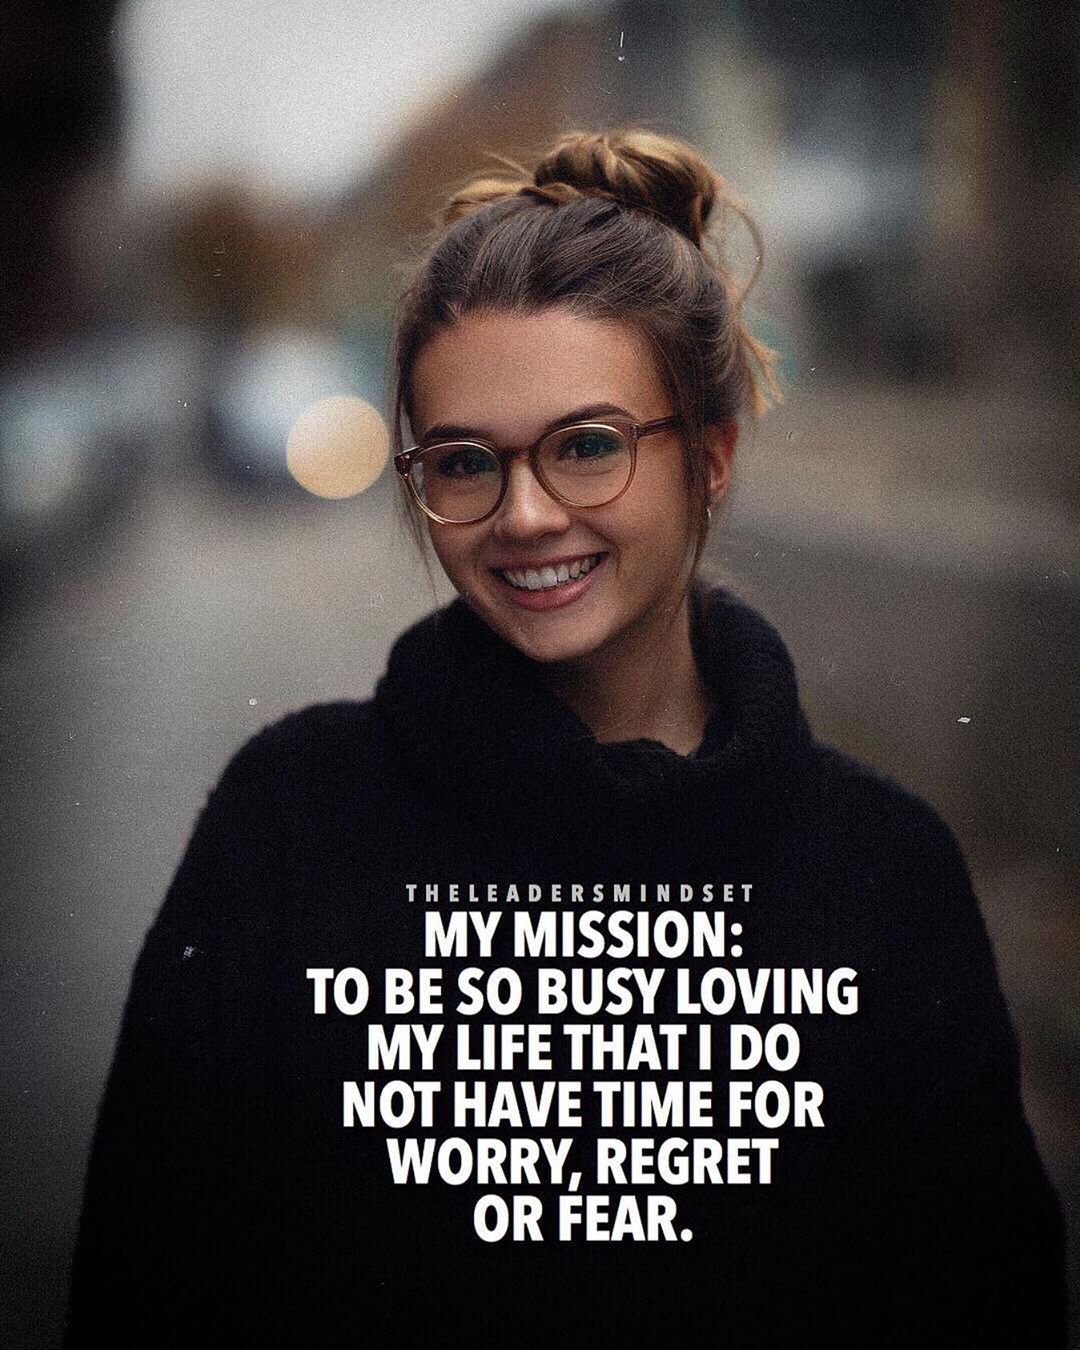 THELEADERSMINDSET
MY MISSION:
TO BE SO BUSY LOVING
MY LIFE THAT I DO
NOT HAVE TIME FOR
WORRY, REGRET
OR FEAR.